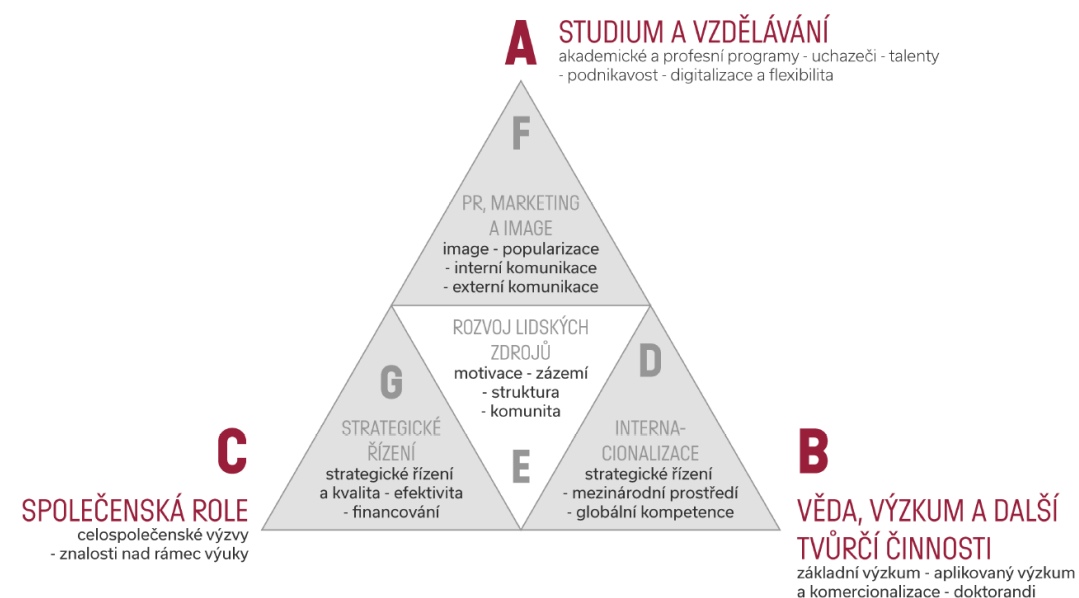 A
STUDIUM A VZDĚLÁVÁNÍ
akademické a profesní programy - uchazeči - talenty
- podnikavost - digitalizace a flexibilita
F
PR, MARKETING
A IMAGE
image - popularizace
- interní komunikace
- externí komunikace
ROZVOJ LIDSKÝCH
ZDROJŮ
motivace - zázemí
- struktura
- komunita
E
G
STRATEGICKÉ
ŘÍZENÍ
strategické řízení
a kvalita - efektivita
- financování
D
INTERNA-
CIONALIZACE
strategické řízení
- mezinárodní prostředí
- globální kompetence
C
SPOLEČENSKÁ ROLE
celospolečenské výzvy
- znalosti nad rámec výuky
B
VĚDA, VÝZKUM A DALŠÍ
TVŮRČÍ ČINNOSTI
základní výzkum - aplikovaný výzkum
a komercionalizace - doktorandi